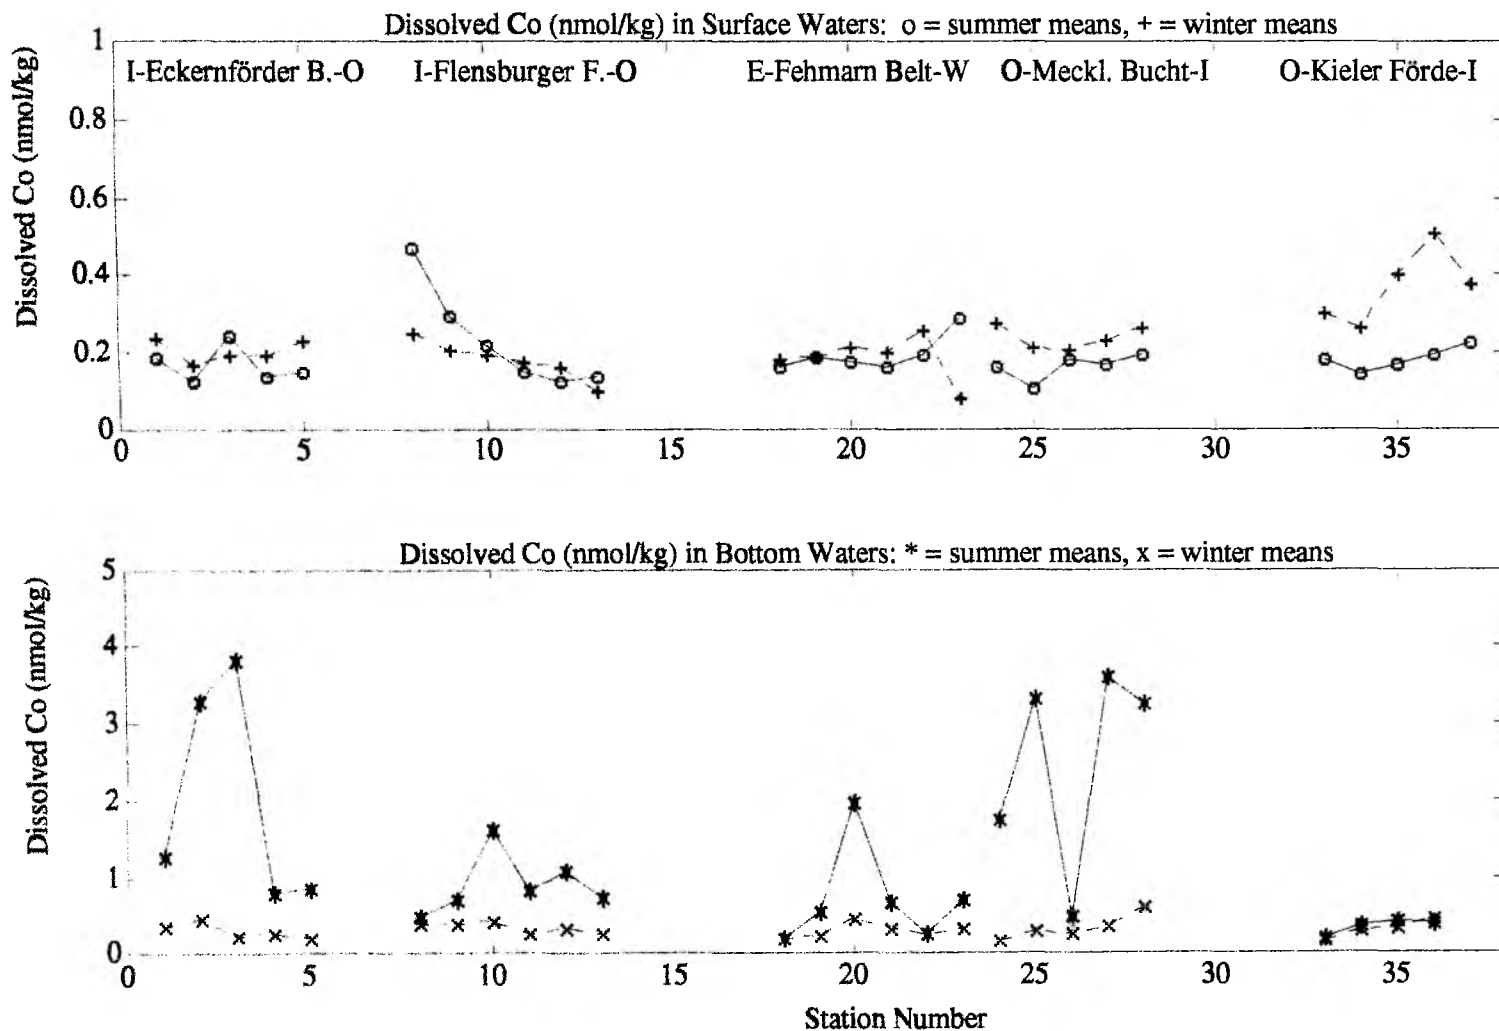 Dissolved Co (nmol/kg) in Surface Waters: o = summer means, + = winter means
I-Eckernförder B.-O I-Flensburger F.-O E-Fehmarn Belt-W O-Meckl. Bucht-I O-Kieler Förde-I
Dissolved Co (nmol/kg)
1
0.8
0.6
0.4
0.2
0
0 5 10 15 20 25 30 35
Dissolved Co (nmol/kg) in Bottom Waters: * = summer means, x = winter means
Dissolved Co (nmol/kg)
5
4
3
2
1
0
0 5 10 15 20 25 30 35
Station Number